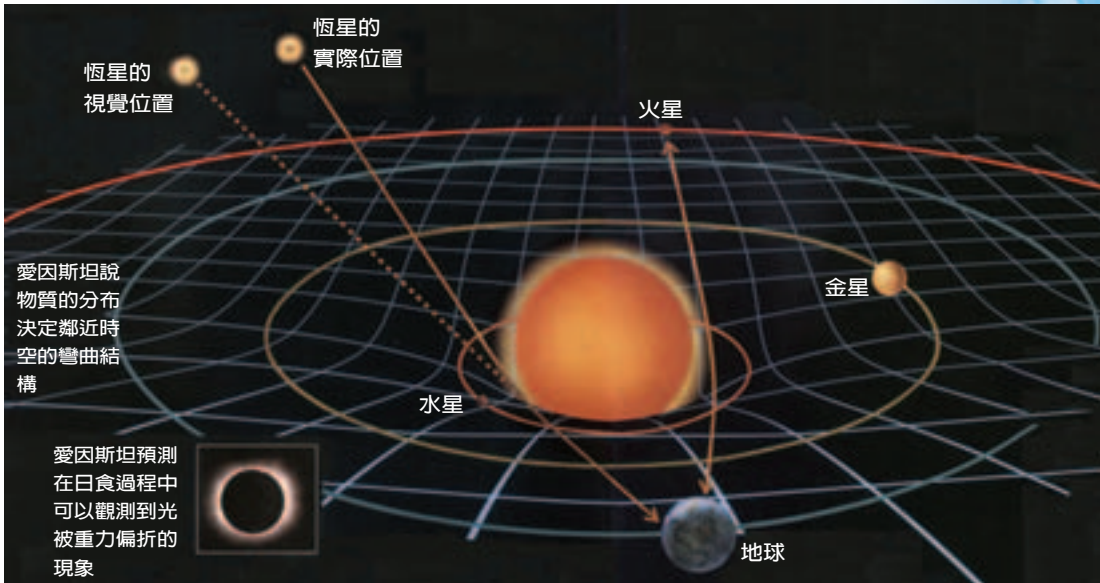 恆星的
實際位置
恆星的
視覺位置
火星
愛因斯坦說
物質的分布
決定鄰近時
空的彎曲結
構
金星
水星
愛因斯坦預測
在日食過程中
可以觀測到光
被重力偏折的
現象
地球